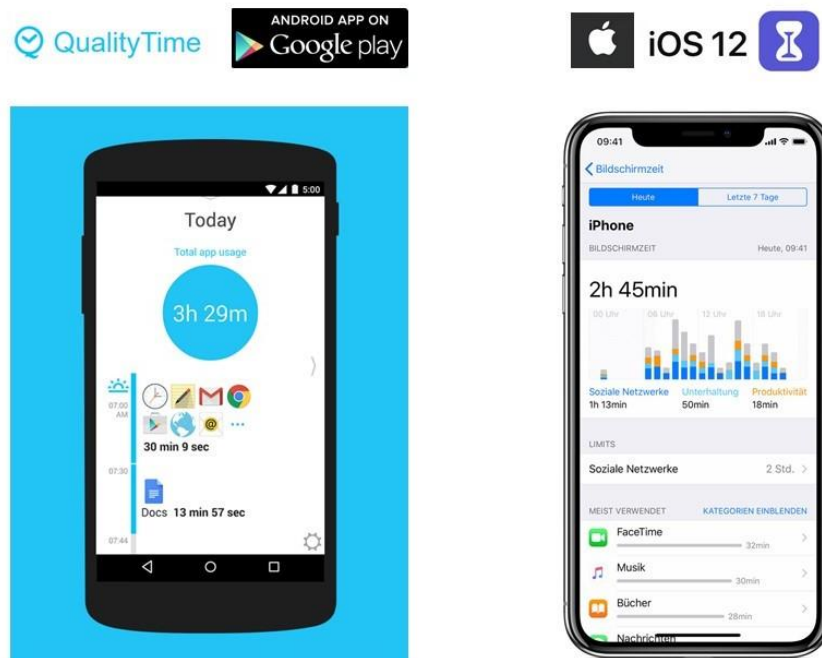 QualityTime
ANDROID APP ON
Google play
iOS 12
5:00
Today
Total app usage
3h 29m
07:00
AM
30 min 9 sec
07:30
Docs 13 min 57 sec
07:44
09:41
Bildschirmzeit
Heute Letzte 7 Tage
iPhone
BILDSCHIRMZEIT Heute, 09:41
2h 45min
00 Uhr 06 Uhr 12 Uhr 18 Uhr
Soziale Netzwerke Unterhaltung Produktivität
1h 13min 50min 18min
LIMITS
Soziale Netzwerke 2 Std.
MEIST VERWENDET KATEGORIEN EINBLENDEN
FaceTime
32min
Musik
30min
Bücher
28min
Nachrichten